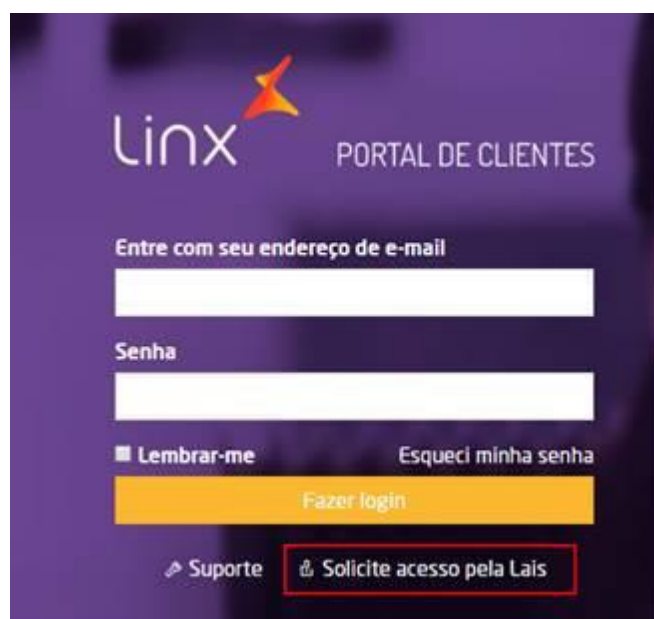 Linx
PORTAL DE CLIENTES
Entre com seu endereço de e-mail
Senha
Lembrar-me
Esqueci minha senha
Fazer login
Suporte
Solicite acesso pela Lais